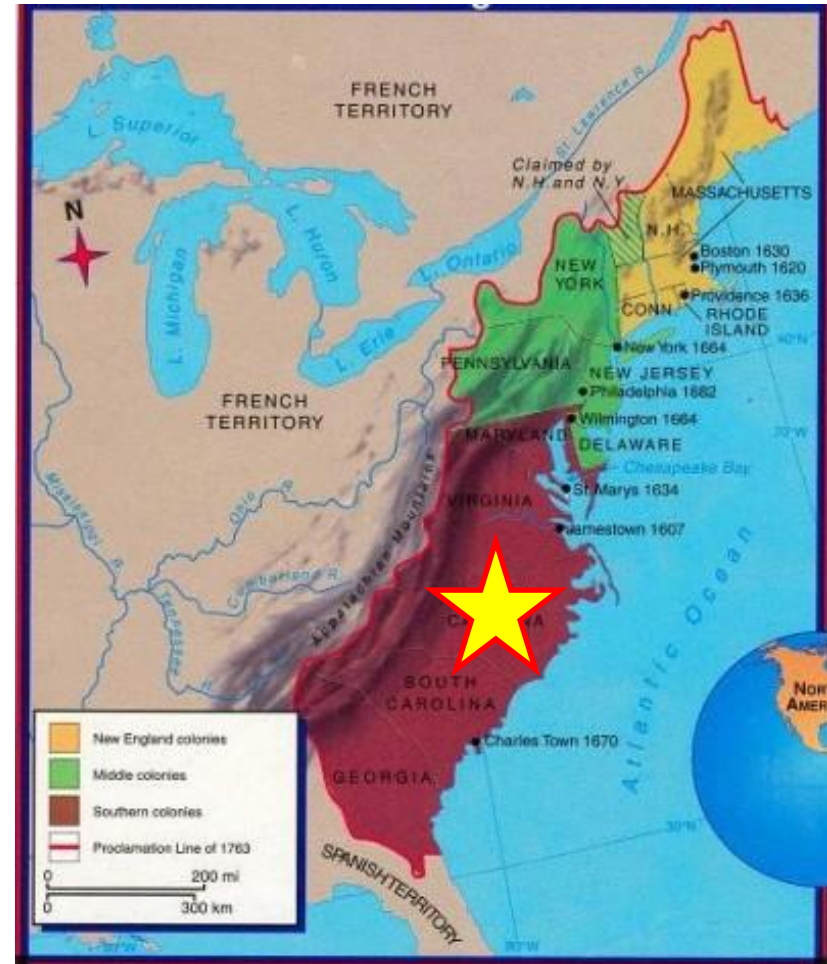 FRENCH
TERRITORY
L. Superior
St. Lawrence R.
Claimed by
N.H. and N.Y.
MASSACHUSETTS
N
N.H.
L. Huron
L. Michigan
L. Ontario
Boston 1630
Plymouth 1620
NEW
YORK
Providence 1636
CONN.
RHODE
ISLAND
L. Erie
40°N
New York 1664
PENNSYLVANIA
NEW JERSEY
Philadelphia 1682
FRENCH
TERRITORY
Wilmington 1664
MARYLAND
DELAWARE
70°W
Chesapeake Bay
Mississippi R.
Ohio R.
St. Marys 1634
VIRGINIA
Jamestown 1607
Appalachian Mountains
Cumberland R.
Tennessee R.
Atlantic Ocean
SOUTH
CAROLINA
Charles Town 1670
GEORGIA
30°N
SPANISH TERRITORY
80°W
New England colonies
Middle colonies
Southern colonies
Proclamation Line of 1763
0 200 mi
0 300 km